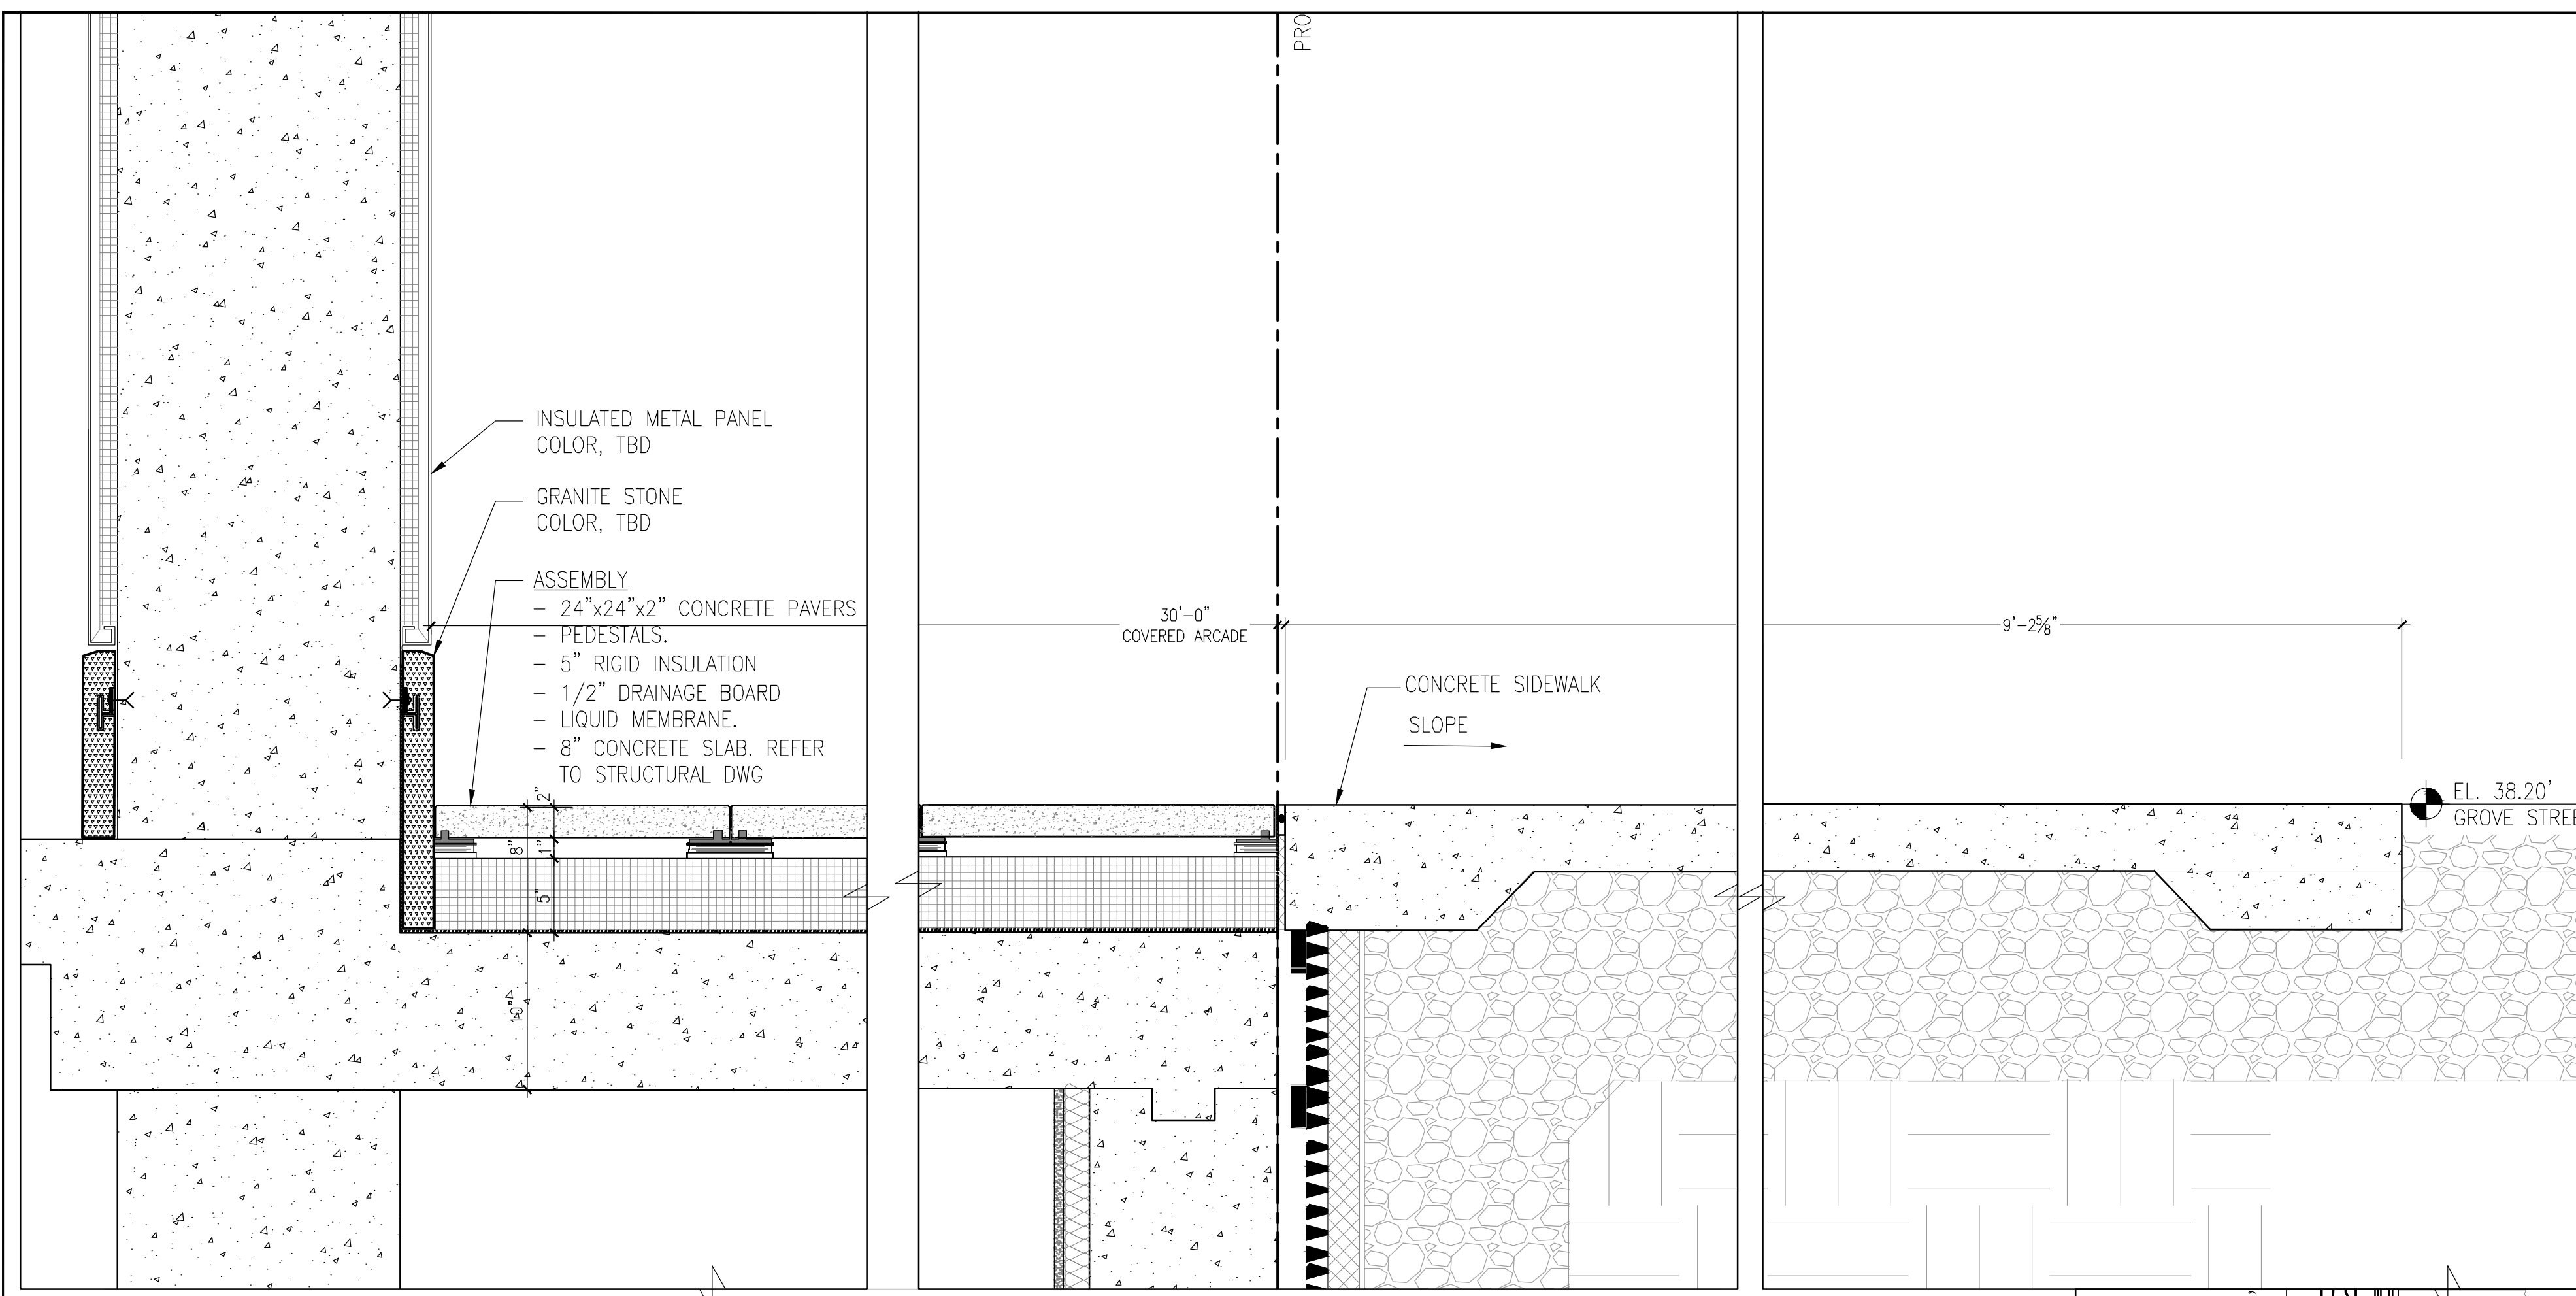 PRO
INSULATED METAL PANEL
COLOR, TBD
GRANITE STONE
COLOR, TBD
ASSEMBLY
- 24"x24"x2" CONCRETE PAVERS
- PEDESTALS.
- 5" RIGID INSULATION
- 1/2" DRAINAGE BOARD
- LIQUID MEMBRANE.
- 8" CONCRETE SLAB. REFER
TO STRUCTURAL DWG
30'-0"
COVERED ARCADE
9'-2⅝"
CONCRETE SIDEWALK
SLOPE
EL. 38.20'
GROVE STREE
2"
8"
1"
5"
10"